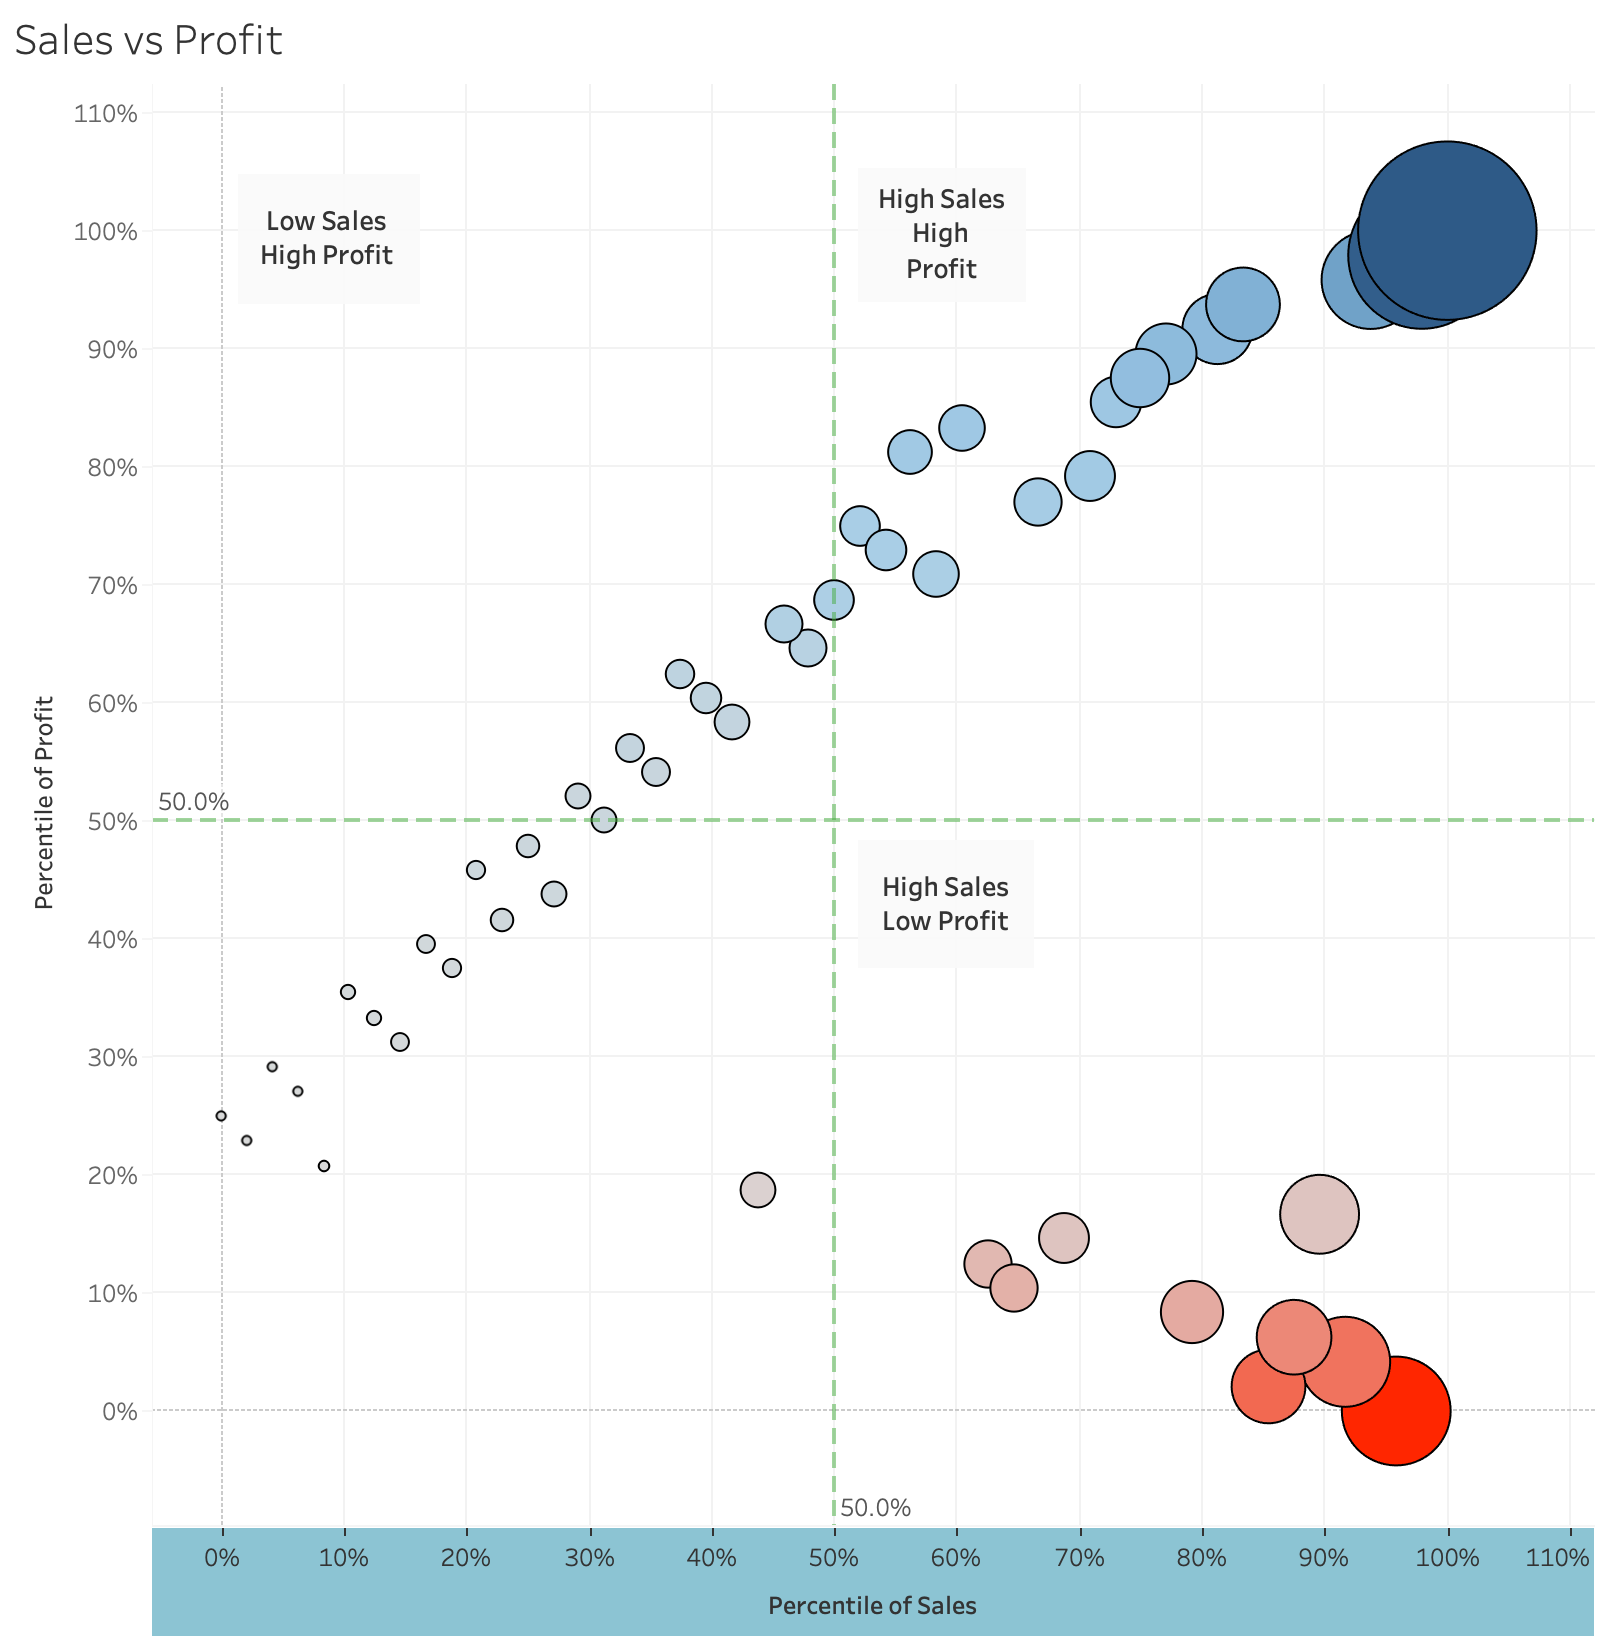 Sales vs Profit
110%
100%
90%
80%
70%
60%
50%
40%
30%
20%
10%
0%
Percentile of Profit
Low Sales
High Profit
High Sales
High
Profit
50.0%
High Sales
Low Profit
50.0%
0%
10%
20%
30%
40%
50%
60%
70%
80%
90%
100%
110%
Percentile of Sales